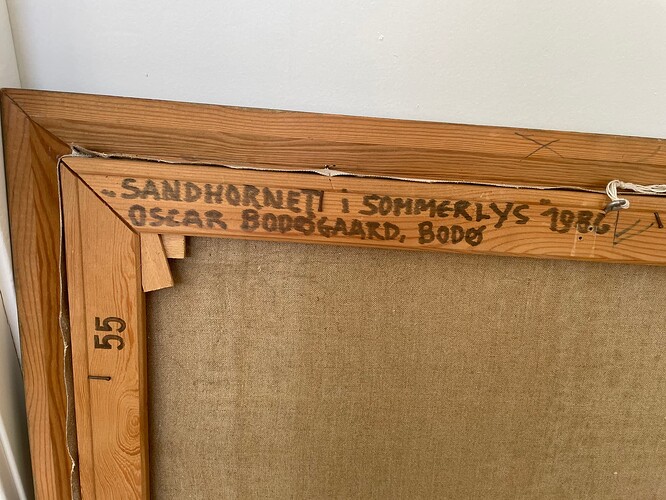 „SANDHORNET" i SOMMERLYS" 1986
OSCAR BODØGAARD, BODØ
55